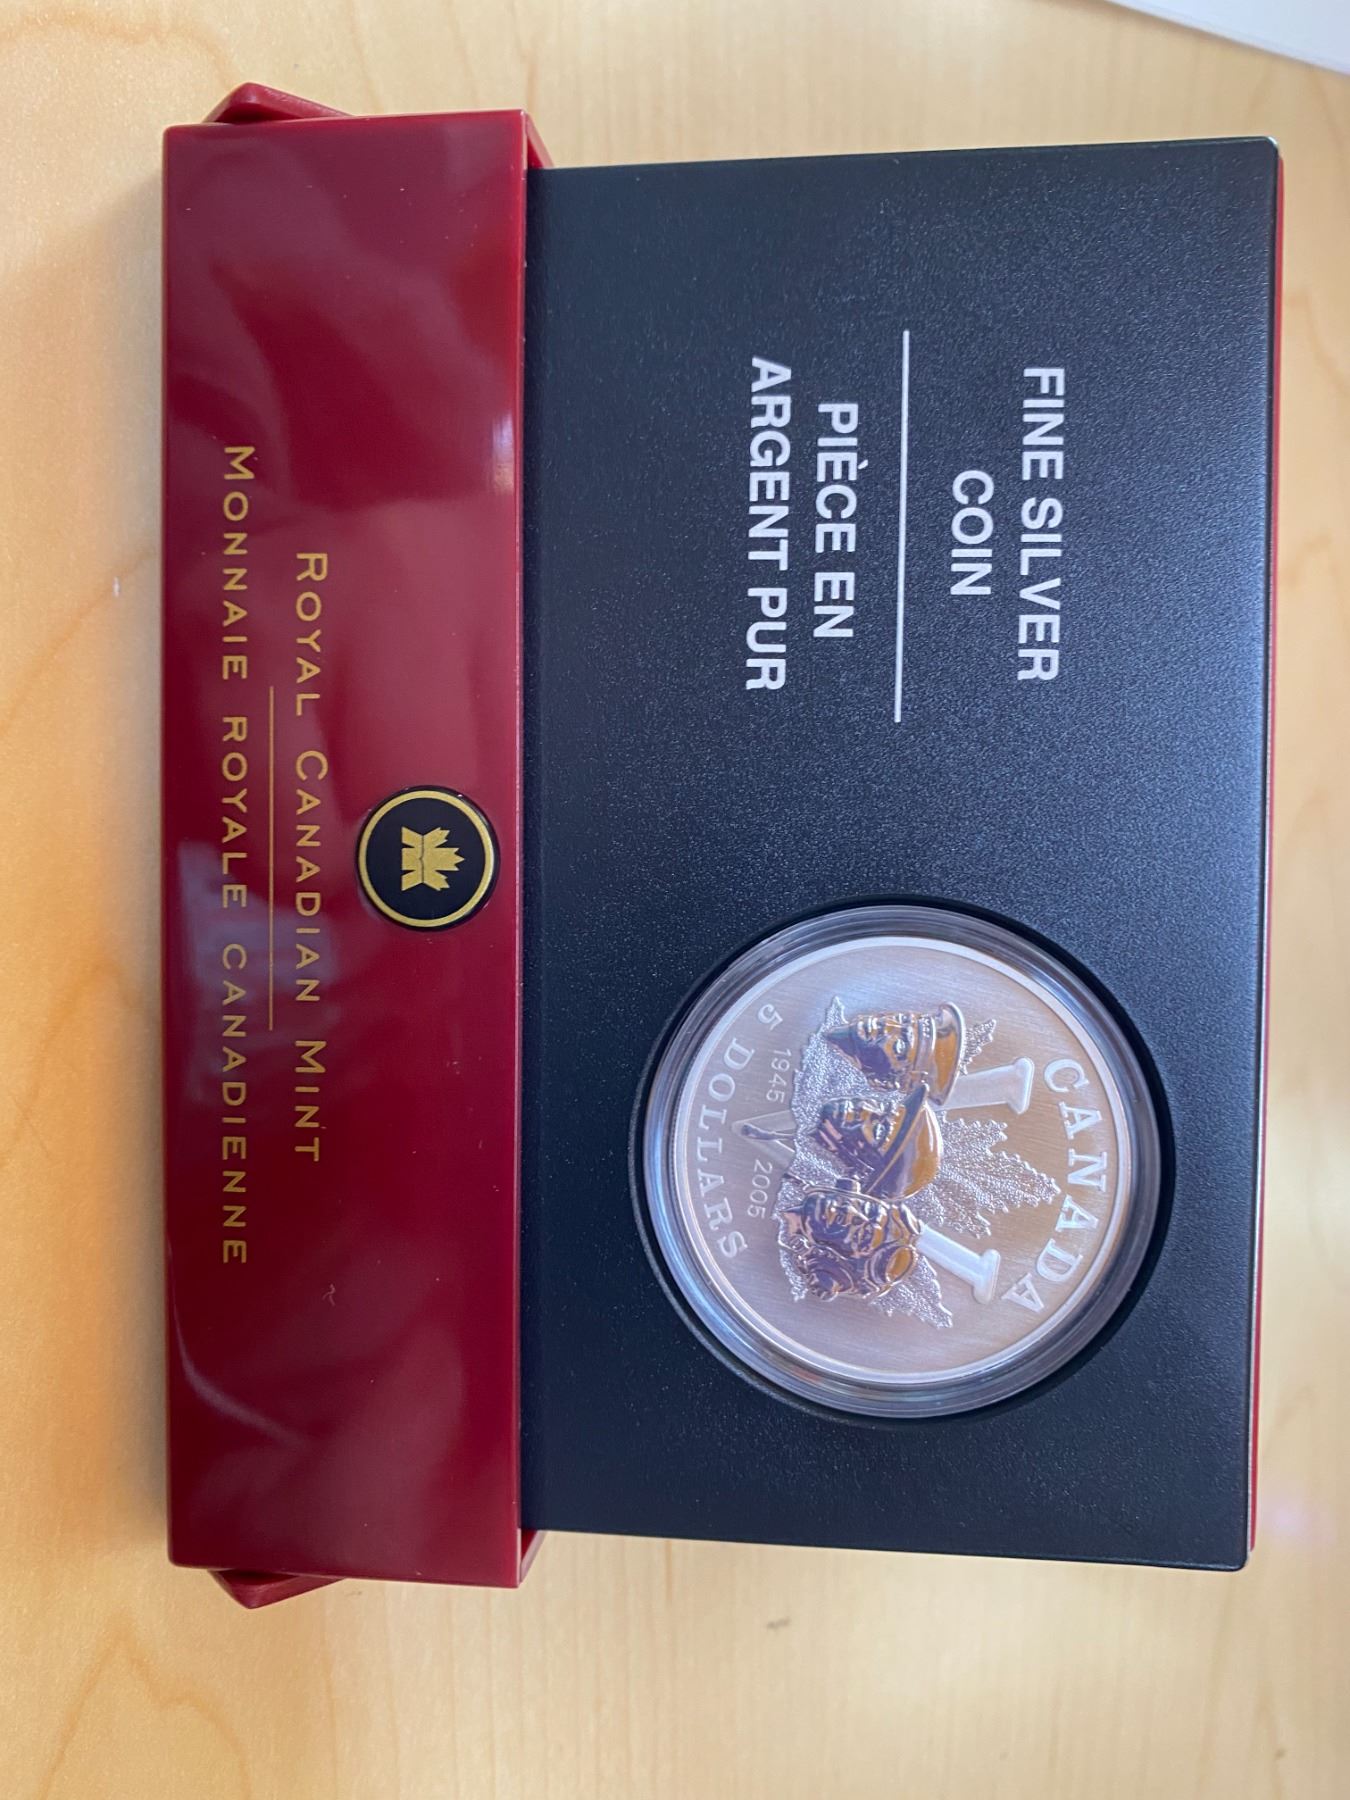 FINE SILVER
COIN
PIÈCE EN
ARGENT PUR
CANADA
1945 2005
5 DOLLARS
ROYAL CANADIAN MINT
MONNAIE ROYALE CANADIENNE